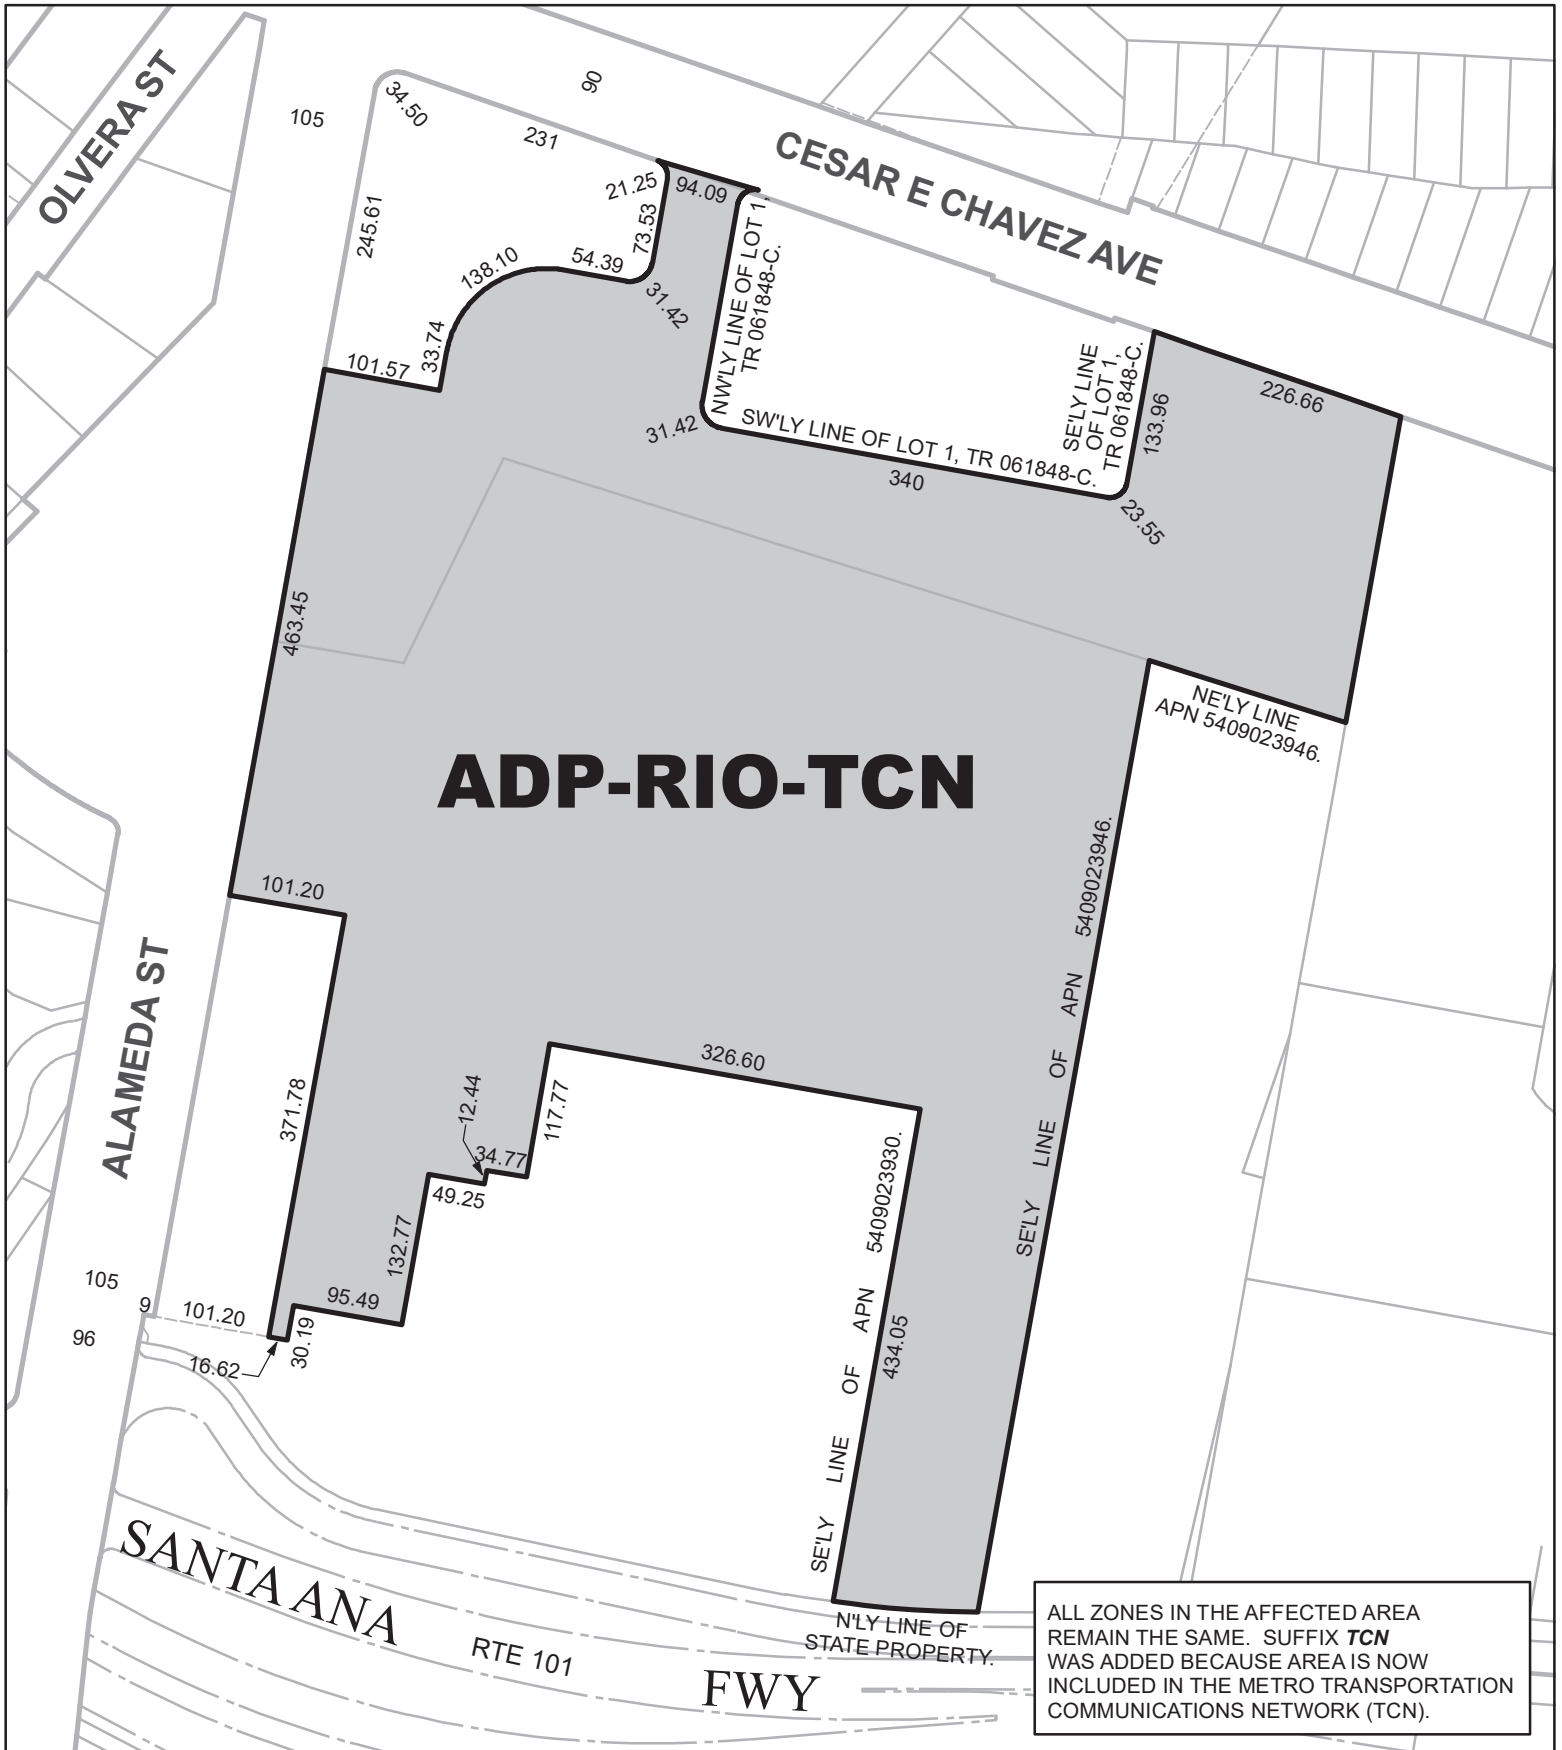 OLVERA ST
105
34.50
90
231
CESAR E CHAVEZ AVE
245.61
21.25
94.09
73.53
138.10
54.39
31.42
33.74
101.57
NW'LY LINE OF LOT 1,
TR 061848-C.
31.42
SW'LY LINE OF LOT 1, TR 061848-C.
340
SE'LY LINE
OF LOT 1,
TR 061848-C.
133.96
23.55
226.66
463.45
NE'LY LINE
APN 5409023946.
ADP-RIO-TCN
101.20
ALAMEDA ST
371.78
326.60
12.44
34.77
117.77
49.25
132.77
95.49
30.19
16.62
105
9
101.20
96
SE'LY LINE OF APN 5409023930.
434.05
SE'LY LINE OF APN 5409023946.
N'LY LINE OF
STATE PROPERTY.
SANTA ANA
RTE 101
FWY
ALL ZONES IN THE AFFECTED AREA
REMAIN THE SAME. SUFFIX TCN
WAS ADDED BECAUSE AREA IS NOW
INCLUDED IN THE METRO TRANSPORTATION
COMMUNICATIONS NETWORK (TCN).